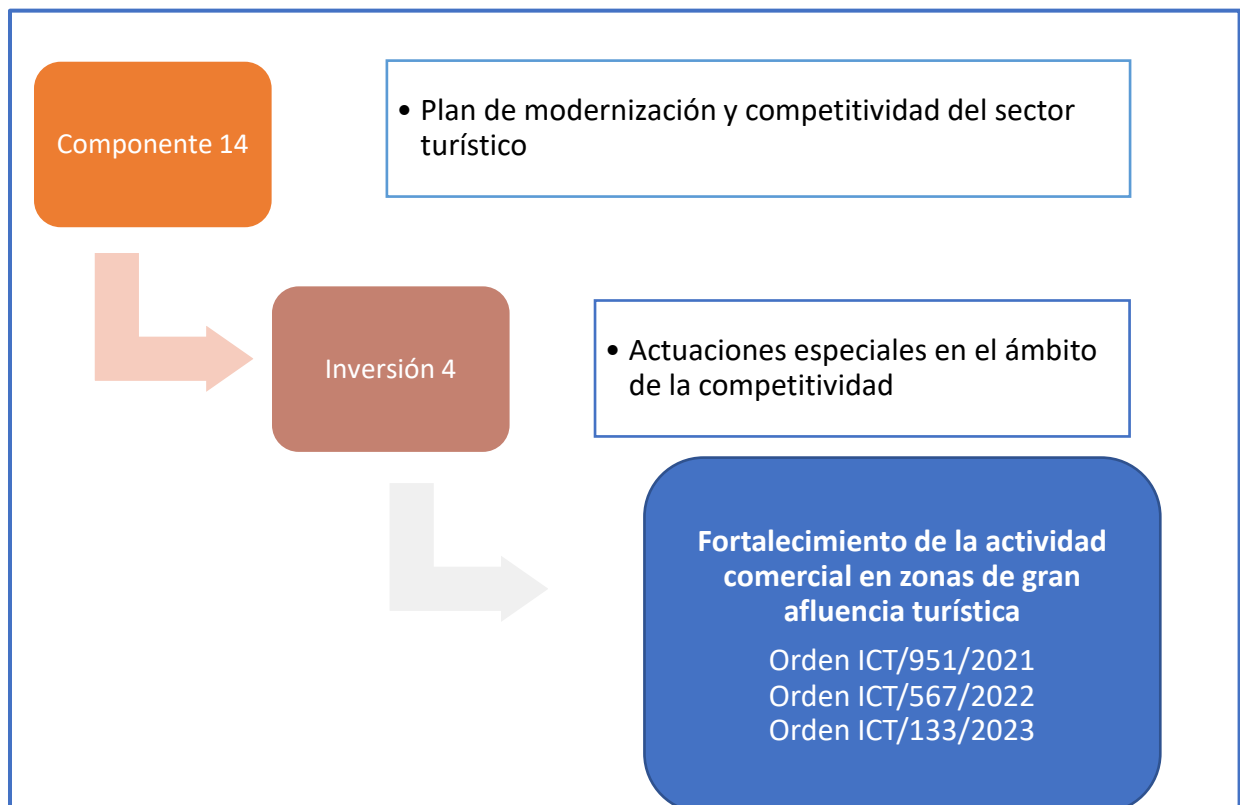 Componente 14
• Plan de modernización y competitividad del sector
turístico
Inversión 4
• Actuaciones especiales en el ámbito
de la competitividad
Fortalecimiento de la actividad
comercial en zonas de gran
afluencia turística
Orden ICT/951/2021
Orden ICT/567/2022
Orden ICT/133/2023